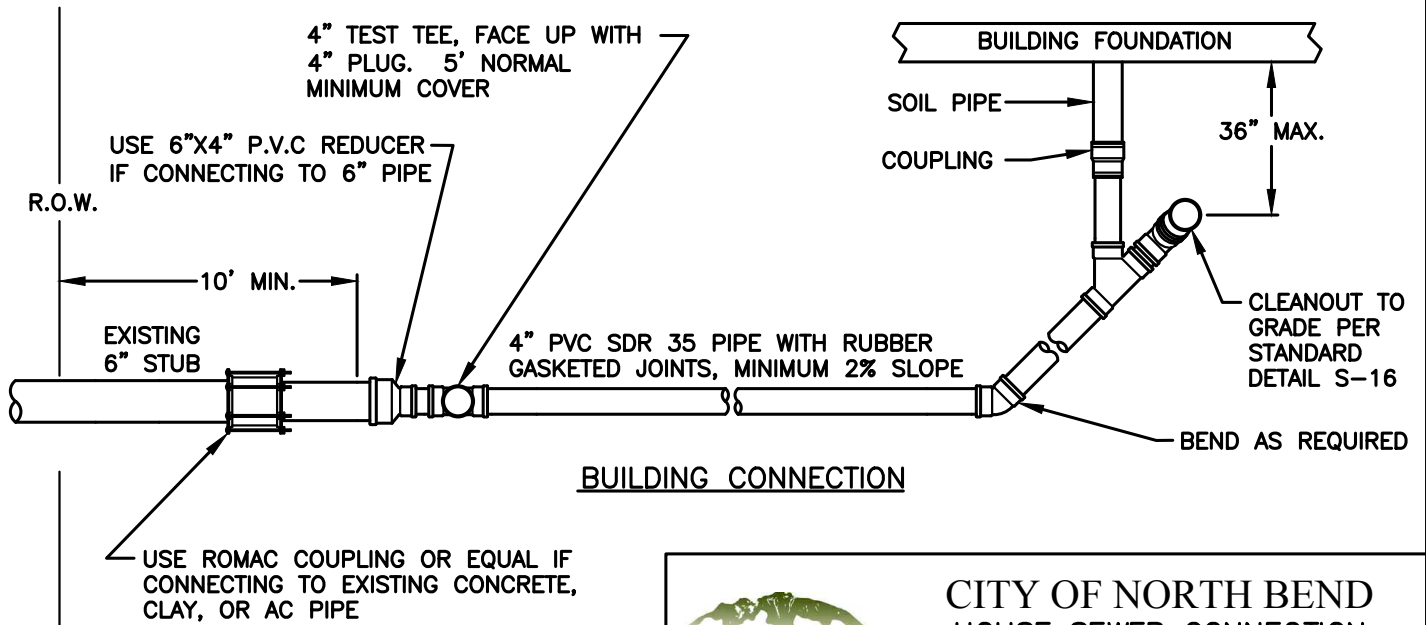 4" TEST TEE, FACE UP WITH
4" PLUG. 5' NORMAL
MINIMUM COVER
BUILDING FOUNDATION
SOIL PIPE
36" MAX.
COUPLING
USE 6"X4" P.V.C REDUCER
IF CONNECTING TO 6" PIPE
R.O.W.
10' MIN.
EXISTING
6" STUB
4" PVC SDR 35 PIPE WITH RUBBER
GASKETED JOINTS, MINIMUM 2% SLOPE
CLEANOUT TO
GRADE PER
STANDARD
DETAIL S-16
BEND AS REQUIRED
BUILDING CONNECTION
USE ROMAC COUPLING OR EQUAL IF
CONNECTING TO EXISTING CONCRETE,
CLAY, OR AC PIPE
CITY OF NORTH BEND
HOUSE SEWER CONNECTION